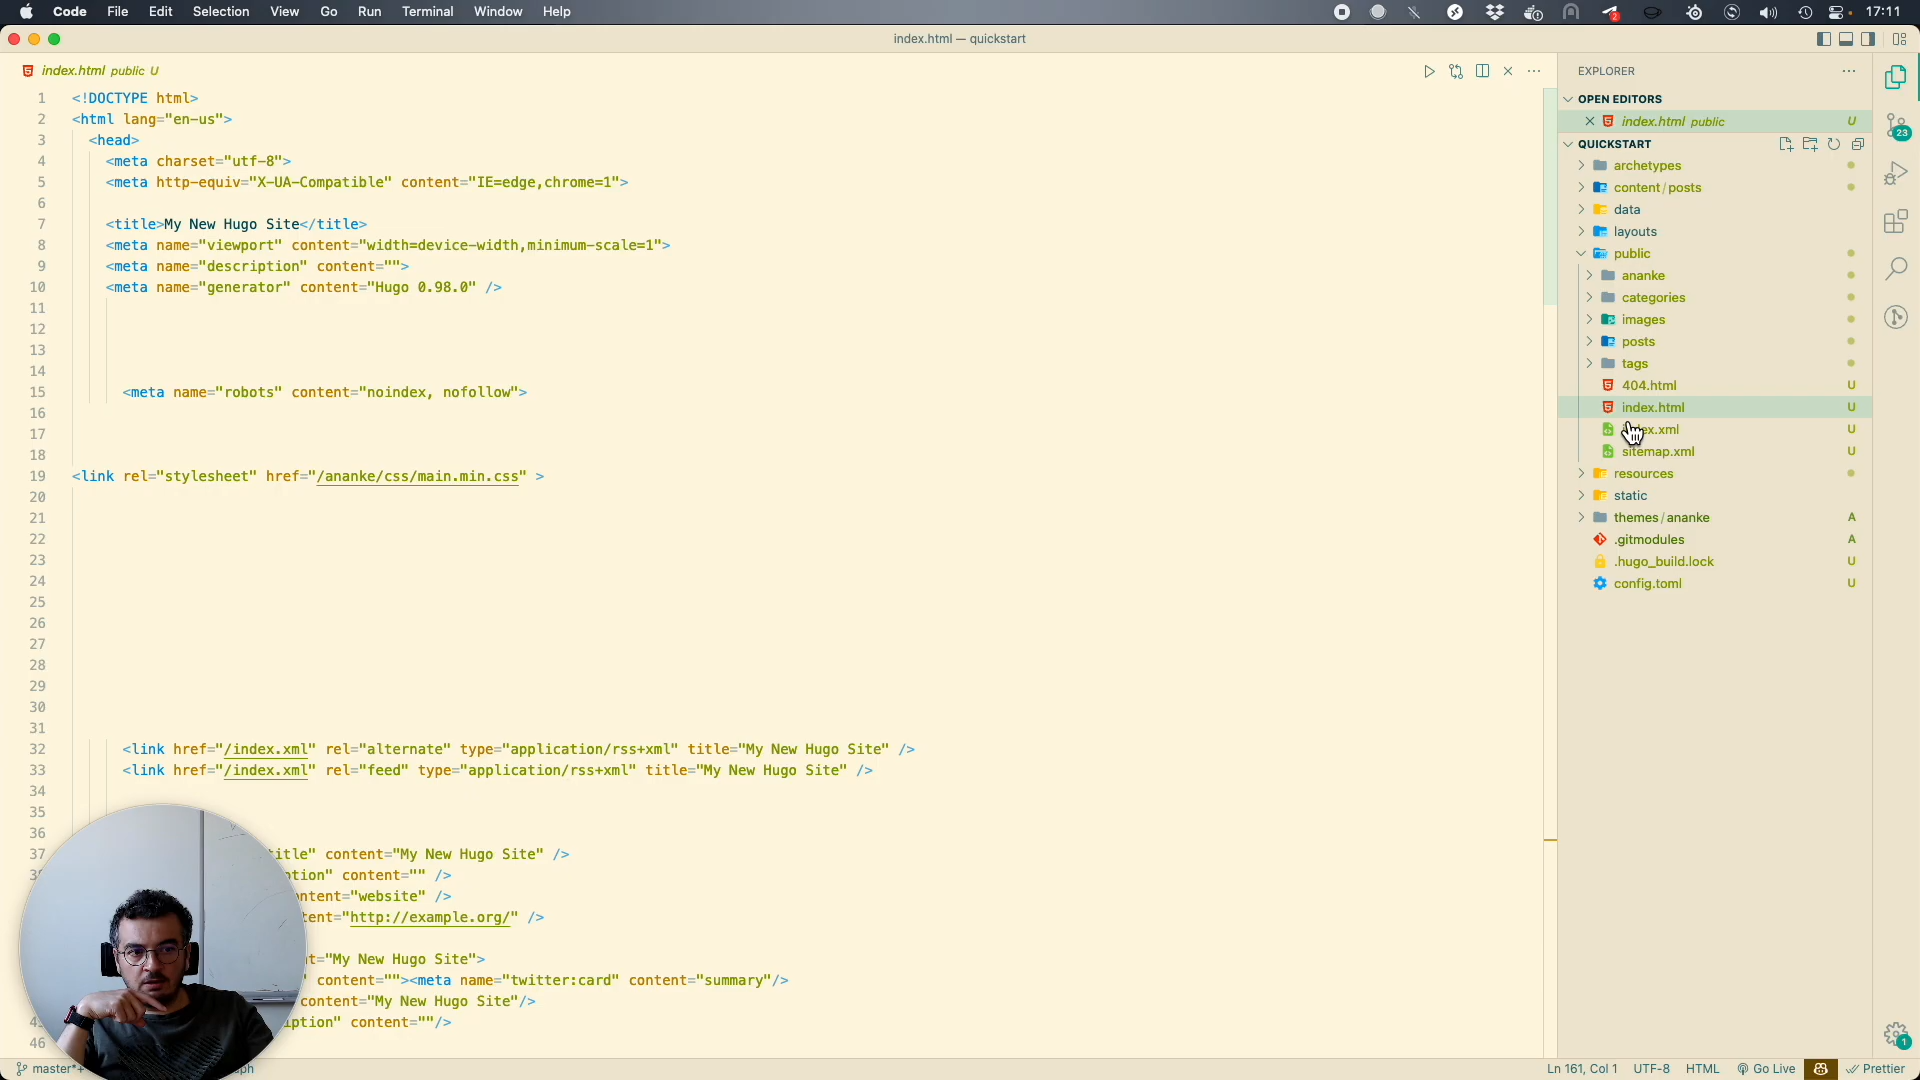 Code File Edit Selection View Go Run Terminal Window Help 2 17:11
index.html — quickstart
index.html public U
1 <!DOCTYPE html>
2 <html lang="en-us">
3 <head>
4 <meta charset="utf-8">
5 <meta http-equiv="X-UA-Compatible" content="IE=edge,chrome=1">
6
7 <title>My New Hugo Site</title>
8 <meta name="viewport" content="width=device-width,minimum-scale=1">
9 <meta name="description" content="">
10 <meta name="generator" content="Hugo 0.98.0" />
11
12
13
14
15 <meta name="robots" content="noindex, nofollow">
16
17
18
19 <link rel="stylesheet" href="/ananke/css/main.min.css" >
20
21
22
23
24
25
26
27
28
29
30
31
32 <link href="/index.xml" rel="alternate" type="application/rss+xml" title="My New Hugo Site" />
33 <link href="/index.xml" rel="feed" type="application/rss+xml" title="My New Hugo Site" />
34
35
36
37 title" content="My New Hugo Site" />
ption" content="" />
ontent="website" />
tent="http://example.org/" />
nt="My New Hugo Site">
" content=""><meta name="twitter:card" content="summary"/>
content="My New Hugo Site"/>
iption" content=""/>
46
EXPLORER
OPEN EDITORS
index.html public U
QUICKSTART
archetypes
content/posts
data
layouts
public
ananke
categories
images
posts
tags
404.html U
index.html U
ex.xml U
sitemap.xml U
resources
static
themes/ananke A
.gitmodules A
.hugo_build.lock U
config.toml U
23
1
master*+ Ln 161, Col 1 UTF-8 HTML Go Live Prettier